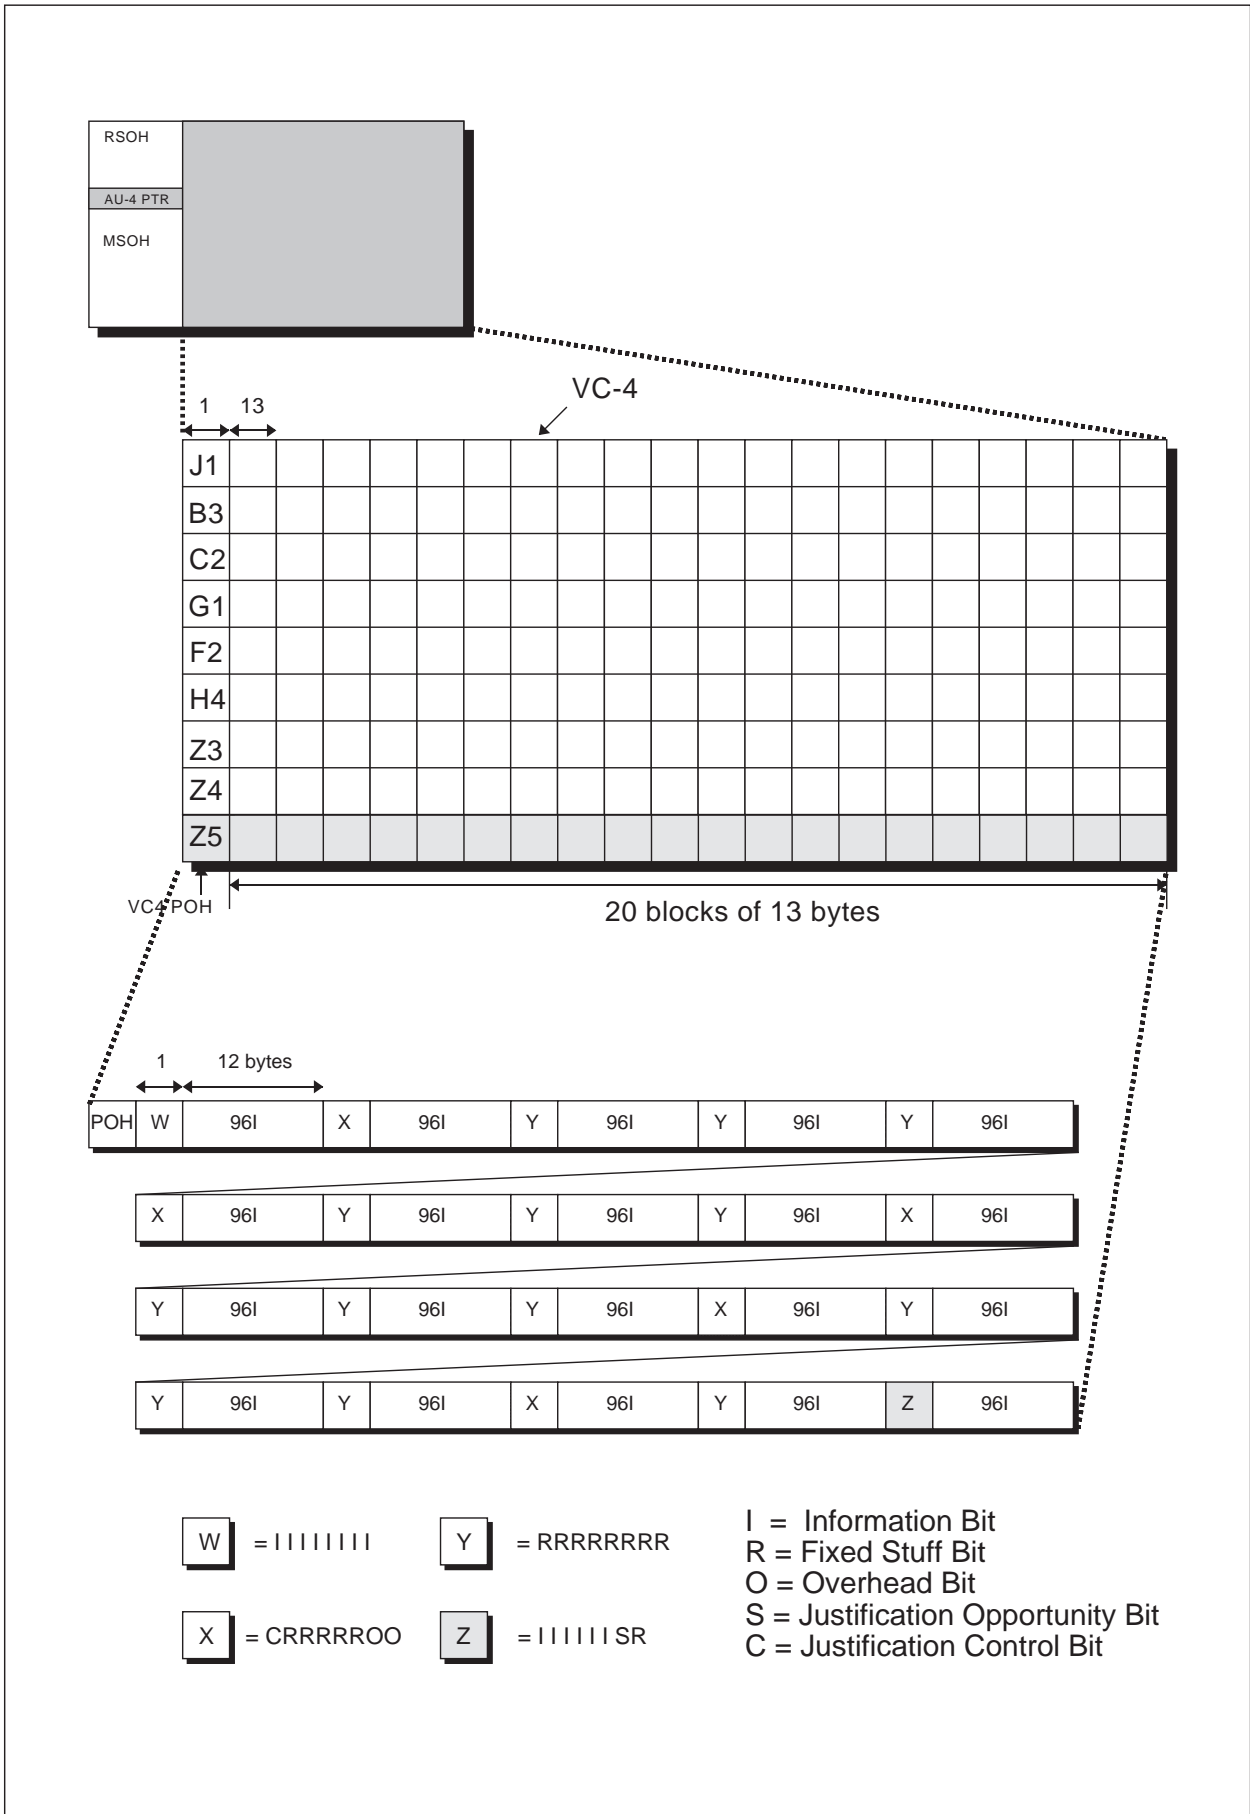 RSOH
AU-4 PTR
MSOH
VC-4
1 13
J1
B3
C2
G1
F2
H4
Z3
Z4
Z5
VC4 POH
20 blocks of 13 bytes
1 12 bytes
POH W 96I X 96I Y 96I Y 96I Y 96I
X 96I Y 96I Y 96I Y 96I X 96I
Y 96I Y 96I Y 96I X 96I Y 96I
Y 96I Y 96I X 96I Y 96I Z 96I
W = I I I I I I I I
Y = RRRRRRRR
X = CRRRRROO
Z = I I I I I I SR
I = Information Bit
R = Fixed Stuff Bit
O = Overhead Bit
S = Justification Opportunity Bit
C = Justification Control Bit